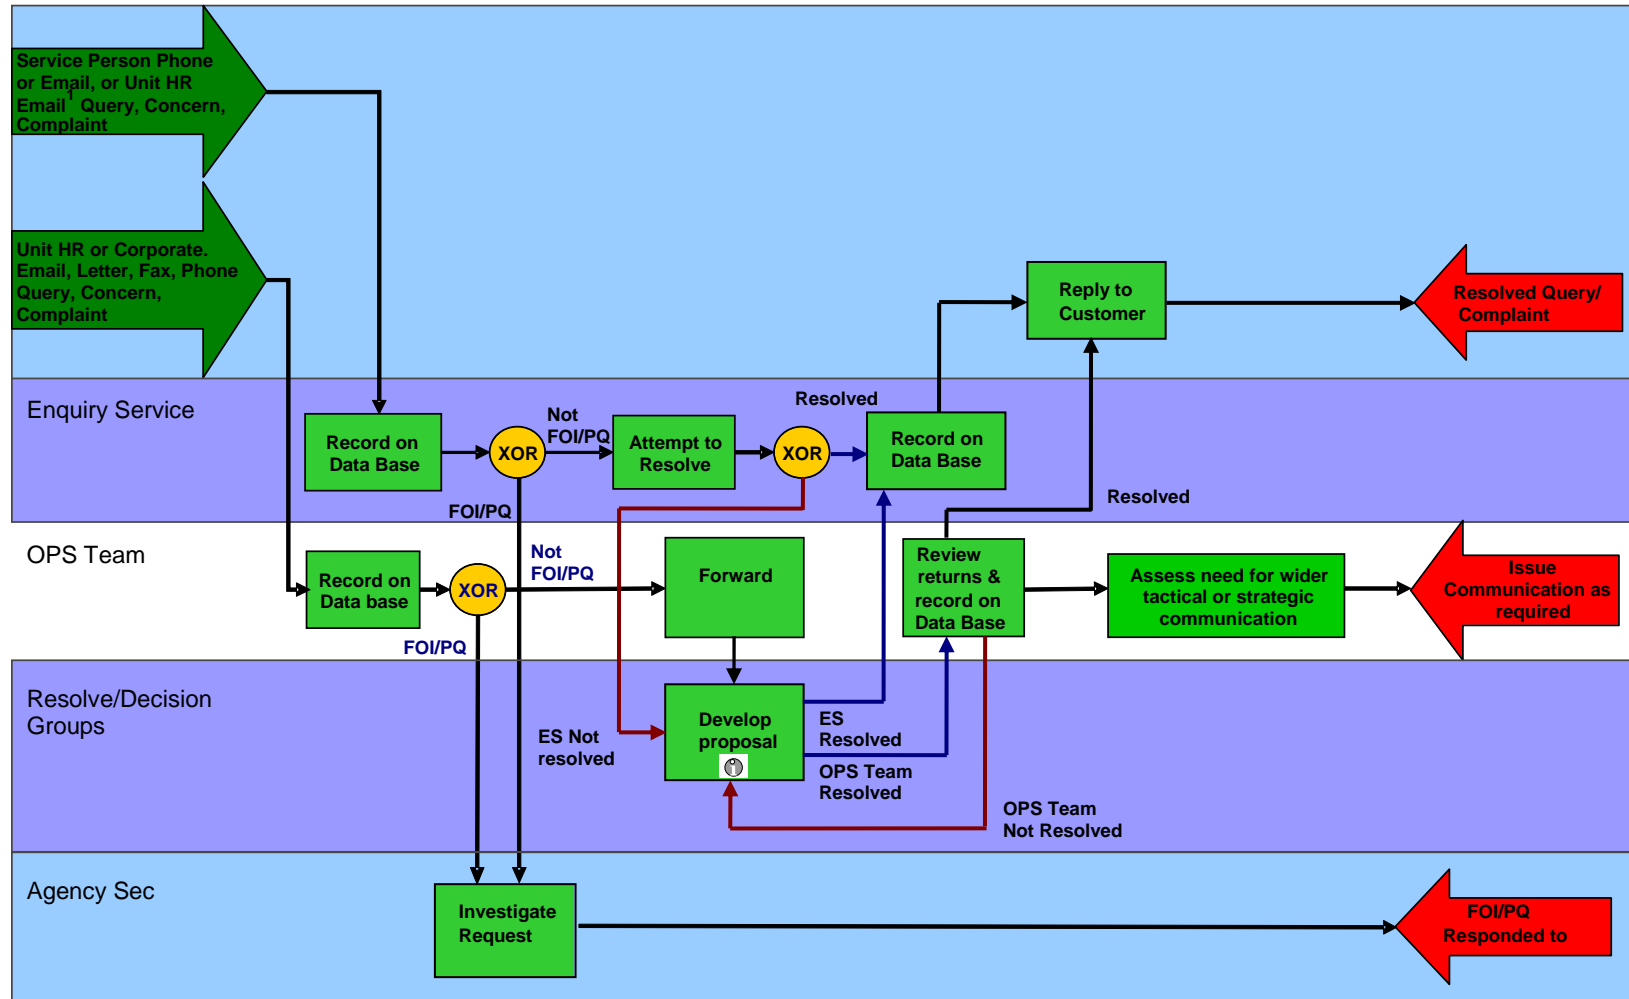 Service Person Phone
or Email, or Unit HR
Email1 Query, Concern,
Complaint
Unit HR or Corporate.
Email, Letter, Fax, Phone
Query, Concern,
Complaint
Reply to
Customer
Resolved Query/
Complaint
Enquiry Service
Record on
Data Base
XOR
Not
FOI/PQ
Attempt to
Resolve
XOR
Resolved
Record on
Data Base
FOI/PQ
Resolved
OPS Team
Record on
Data base
XOR
Not
FOI/PQ
Forward
Review
returns &
record on
Data Base
Assess need for wider
tactical or strategic
communication
Issue
Communication as
required
FOI/PQ
Resolve/Decision
Groups
ES Not
resolved
Develop
proposal
i
ES
Resolved
OPS Team
Resolved
OPS Team
Not Resolved
Agency Sec
Investigate
Request
FOI/PQ
Responded to